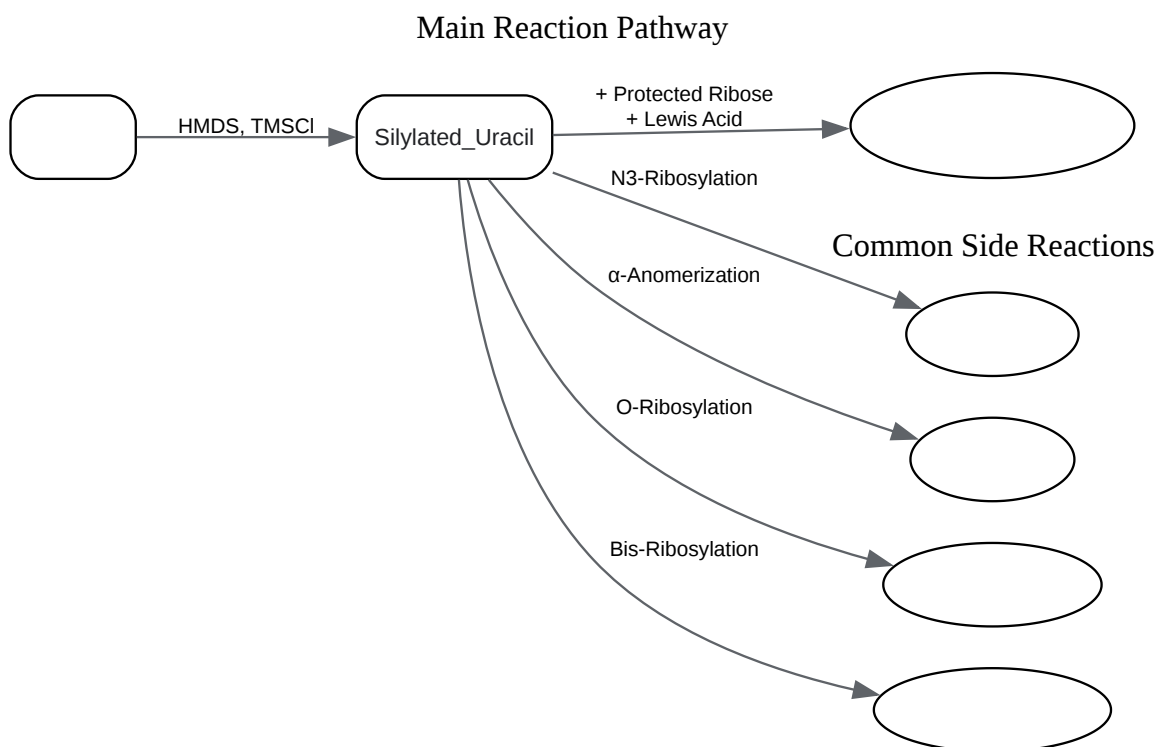 Main Reaction Pathway
HMDS, TMSCl
Silylated_Uracil
+ Protected Ribose
+ Lewis Acid
N3-Ribosylation
Common Side Reactions
α-Anomerization
O-Ribosylation
Bis-Ribosylation